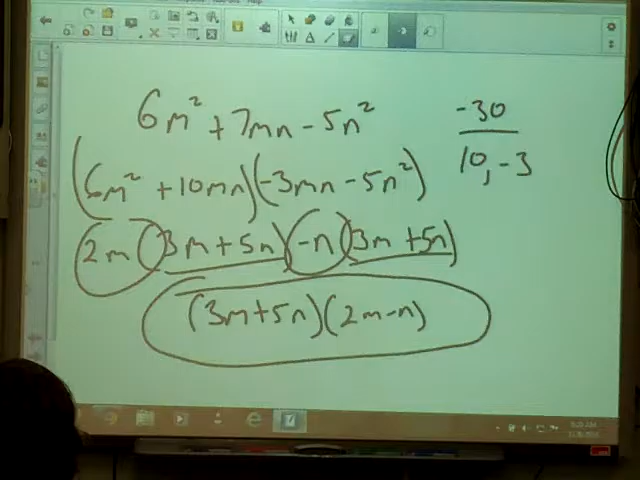 6m² + 7mn - 5n²
-30
10, -3
(6m² + 10mn)(-3mn - 5n²)
2m(3m + 5n) -n(3m + 5n)
(3m+5n)(2m-n)